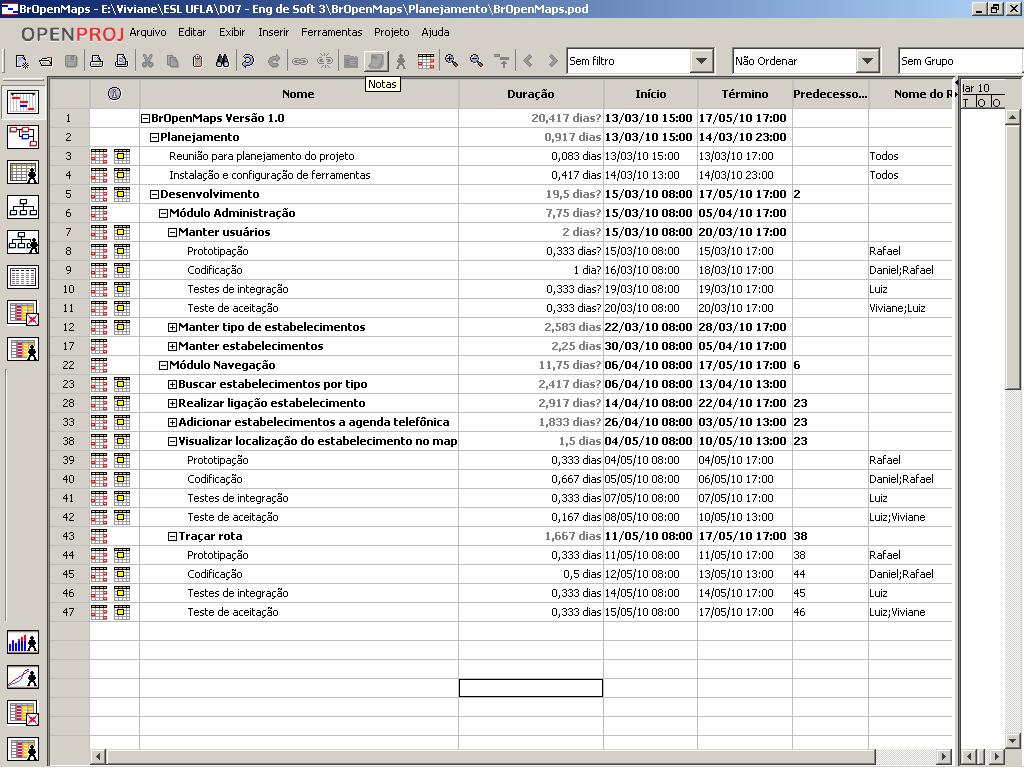 BrOpenMaps - E:\Viviane\ESL UFLA\D07 - Eng de Soft 3\BrOpenMaps\Planejamento\BrOpenMaps.pod
OPENPROJ Arquivo Editar Exibir Inserir Ferramentas Projeto Ajuda
Sem filtro Não Ordenar Sem Grupo
Notas
Nome Duração Início Término Predecesso... Nome do R lar 10
T Q Q
1 BrOpenMaps Versão 1.0 20,417 dias? 13/03/10 15:00 17/05/10 17:00
2 Planejamento 0,917 dias? 13/03/10 15:00 14/03/10 23:00
3 Reunião para planejamento do projeto 0,083 dias 13/03/10 15:00 13/03/10 17:00 Todos
4 Instalação e configuração de ferramentas 0,417 dias 14/03/10 13:00 14/03/10 23:00 Todos
5 Desenvolvimento 19,5 dias? 15/03/10 08:00 17/05/10 17:00 2
6 Módulo Administração 7,75 dias? 15/03/10 08:00 05/04/10 17:00
7 Manter usuários 2 dias? 15/03/10 08:00 20/03/10 17:00
8 Prototipação 0,333 dias? 15/03/10 08:00 15/03/10 17:00 Rafael
9 Codificação 1 dia? 16/03/10 08:00 18/03/10 17:00 Daniel;Rafael
10 Testes de integração 0,333 dias? 19/03/10 08:00 19/03/10 17:00 Luiz
11 Teste de aceitação 0,333 dias? 20/03/10 08:00 20/03/10 17:00 Viviane;Luiz
12 Manter tipo de estabelecimentos 2,583 dias 22/03/10 08:00 28/03/10 17:00
17 Manter estabelecimentos 2,25 dias 30/03/10 08:00 05/04/10 17:00
22 Módulo Navegação 11,75 dias? 06/04/10 08:00 17/05/10 17:00 6
23 Buscar estabelecimentos por tipo 2,417 dias? 06/04/10 08:00 13/04/10 13:00
28 Realizar ligação estabelecimento 2,917 dias? 14/04/10 08:00 22/04/10 17:00 23
33 Adicionar estabelecimentos a agenda telefônica 1,833 dias? 26/04/10 08:00 03/05/10 13:00 23
38 Visualizar localização do estabelecimento no map 1,5 dias 04/05/10 08:00 10/05/10 13:00 23
39 Prototipação 0,333 dias 04/05/10 08:00 04/05/10 17:00 Rafael
40 Codificação 0,667 dias 05/05/10 08:00 06/05/10 17:00 Daniel;Rafael
41 Testes de integração 0,333 dias 07/05/10 08:00 07/05/10 17:00 Luiz
42 Teste de aceitação 0,167 dias 08/05/10 08:00 10/05/10 13:00 Luiz;Viviane
43 Traçar rota 1,667 dias 11/05/10 08:00 17/05/10 17:00 38
44 Prototipação 0,333 dias 11/05/10 08:00 11/05/10 17:00 38 Rafael
45 Codificação 0,5 dias 12/05/10 08:00 13/05/10 13:00 44 Daniel;Rafael
46 Testes de integração 0,333 dias 14/05/10 08:00 14/05/10 17:00 45 Luiz
47 Teste de aceitação 0,333 dias 15/05/10 08:00 17/05/10 17:00 46 Luiz;Viviane